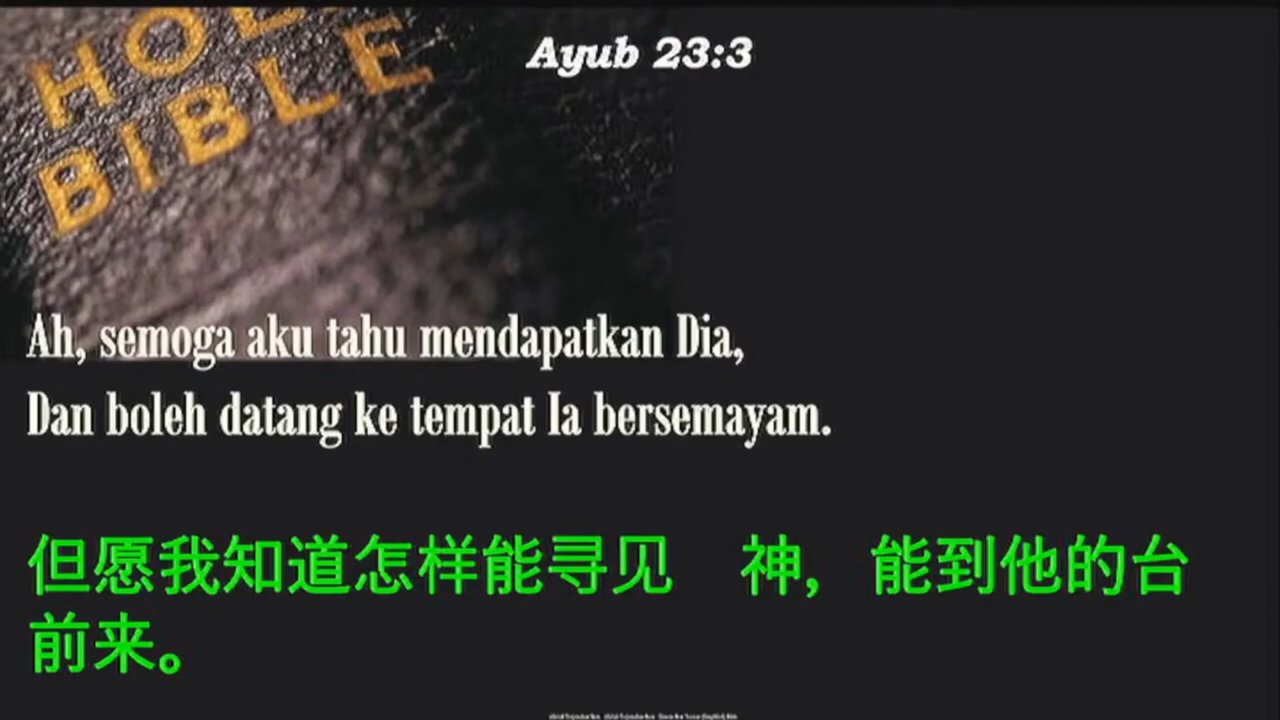 HOL
BIBLE
Ayub 23:3
Ah, semoga aku tahu mendapatkan Dia,
Dan boleh datang ke tempat Ia bersemayam.
但愿我知道怎样能寻见　神，能到他的台
前来。